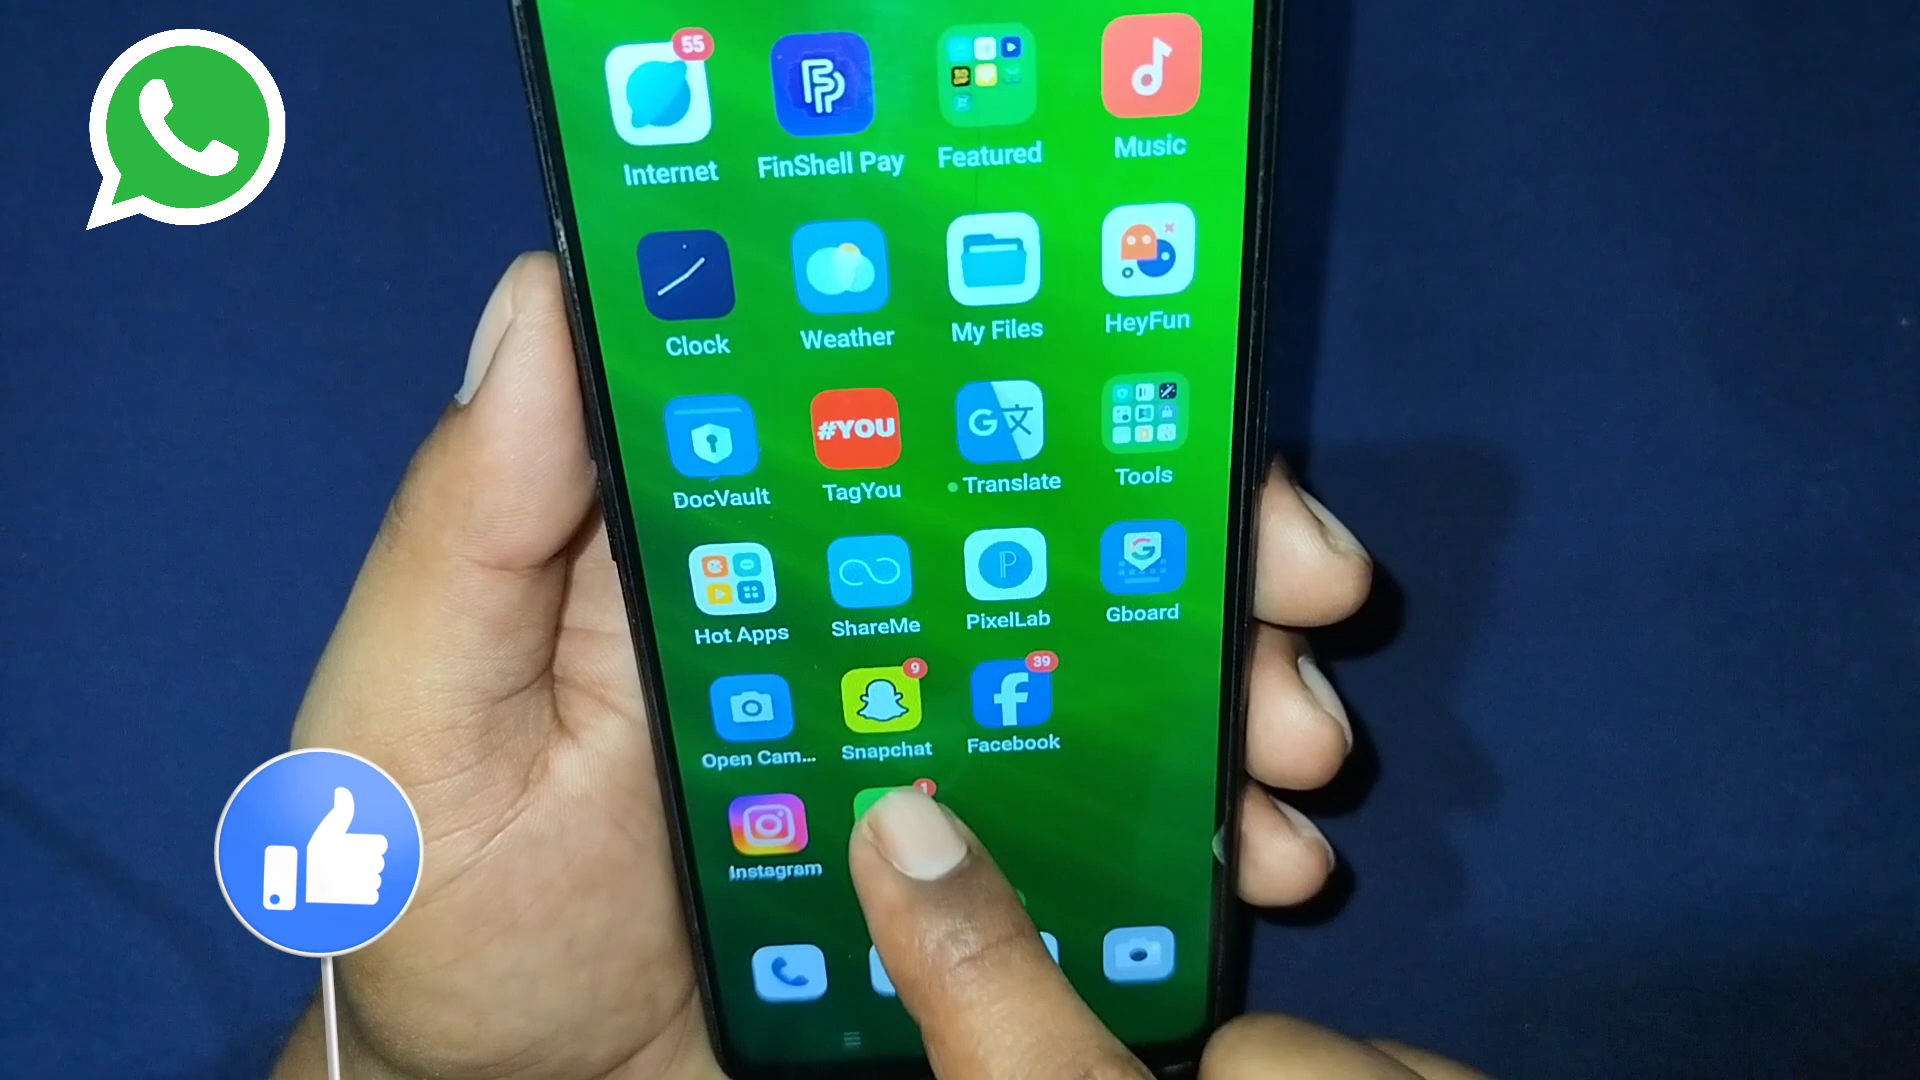 55
Internet
FinShell Pay
Featured
Music
Clock
Weather
My Files
HeyFun
#YOU
DocVault
TagYou
Translate
Tools
Hot Apps
ShareMe
PixelLab
Gboard
9
39
Open Cam...
Snapchat
Facebook
1
Instagram